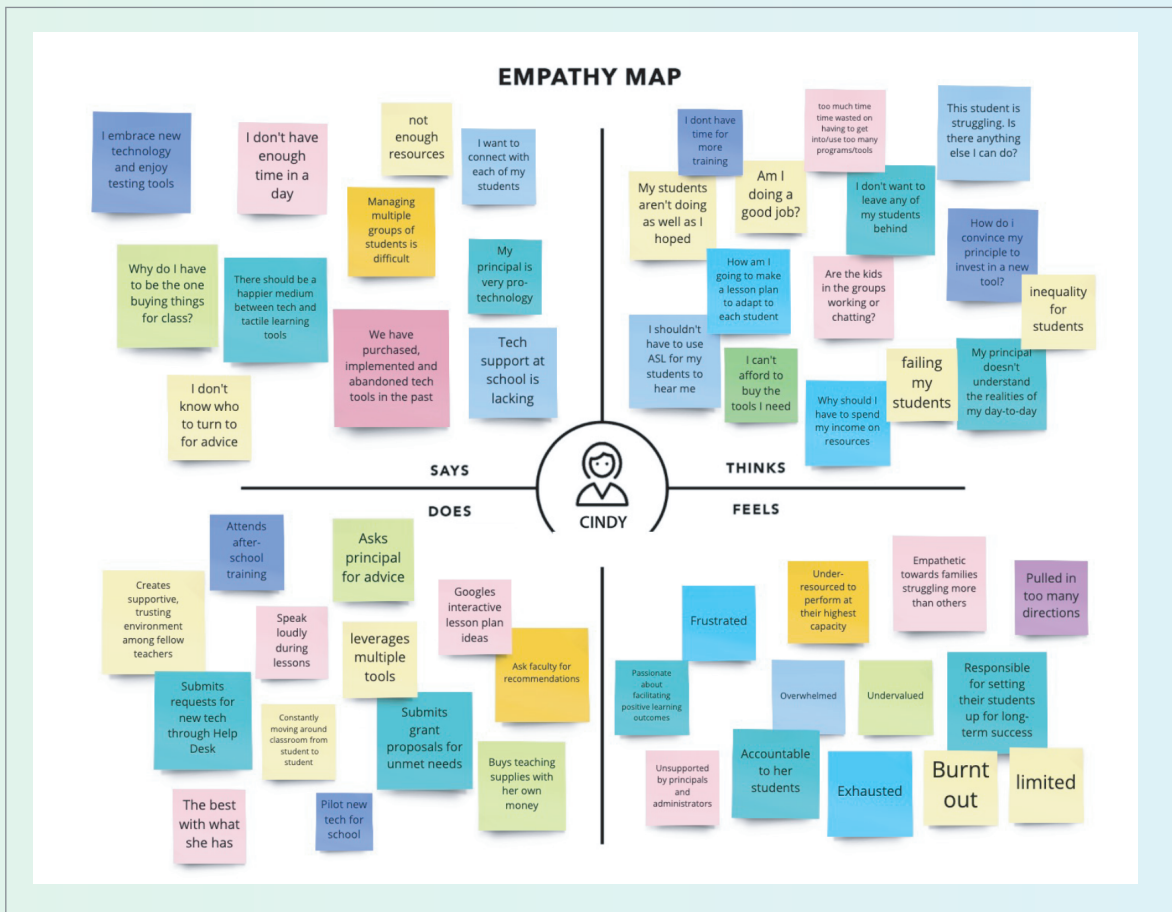 EMPATHY MAP
I embrace new
technology and
enjoy testing tools
I don't have
enough
time in a
day
not
enough
resources
I want to
connect with
each of my
students
Managing
multiple
groups of
students is
difficult
Why do I have
to be the one
buying things
for class?
There should be a
happier medium
between tech and
tactile learning
tools
My
principal is
very pro-
technology
We have
purchased,
implemented and
abandoned tech
tools in the past
Tech
support at
school is
lacking
I don't
know who
to turn to
for advice
SAYS
I dont have
time for
more
training
too much time
time wasted on
having to get
into/use too many
programs/tools
This student is
struggling. Is
there anything
else I can do?
My students
aren't doing
as well as I
hoped
Am I
doing a
good job?
I don't want to
leave any of
my students
behind
How do i
convince my
principle to
invest in a new
tool?
How am I
going to make
a lesson plan
to adapt to
each student
Are the kids
in the groups
working or
chatting?
inequality for
students
I shouldn't
have to use
ASL for my
students to
hear me
I can't
afford to
buy the
tools I need
Why should I
have to spend
my income on
resources
failing
my
students
My principal
doesn't
understand
the realities of
my day-to-day
THINKS
CINDY
DOES
Attends
after-
school
training
Asks
principal
for advice
Creates
supportive,
trusting
environment
among fellow
teachers
Speak
loudly
during
lessons
Googles
interactive
lesson plan
ideas
leverages
multiple
tools
Ask faculty for
recommendations
Submits
requests for
new tech
through Help
Desk
Constantly
moving around
classroom from
student to
student
Submits
grant
proposals for
unmet needs
Buys teaching
supplies with
her own
money
The best
with what
she has
Pilot new
tech for
school
FEELS
Frustrated
Under-
resourced to
perform at
their highest
capacity
Empathetic
towards families
struggling more
than others
Pulled in
too many
directions
Passionate
about
facilitating
positive learning
outcomes
Overwhelmed
Undervalued
Responsible
for setting
their students
up for long-
term success
Unsupported
by principals
and
administrators
Accountable
to her
students
Exhausted
Burnt
out
limited